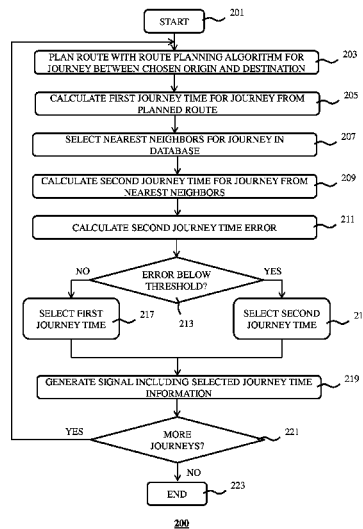 START
201
PLAN ROUTE WITH ROUTE PLANNING ALGORITHM FOR
JOURNEY BETWEEN CHOSEN ORIGIN AND DESTINATION
203
CALCULATE FIRST JOURNEY TIME FOR JOURNEY FROM
PLANNED ROUTE
205
SELECT NEAREST NEIGHBORS FOR JOURNEY IN
DATABASE
207
CALCULATE SECOND JOURNEY TIME FOR JOURNEY FROM
NEAREST NEIGHBORS
209
CALCULATE SECOND JOURNEY TIME ERROR
211
NO
ERROR BELOW
THRESHOLD?
YES
213
SELECT FIRST
JOURNEY TIME
217
SELECT SECOND
JOURNEY TIME
21
GENERATE SIGNAL INCLUDING SELECTED JOURNEY TIME
INFORMATION
219
YES
MORE
JOURNEYS?
221
NO
END
223
200